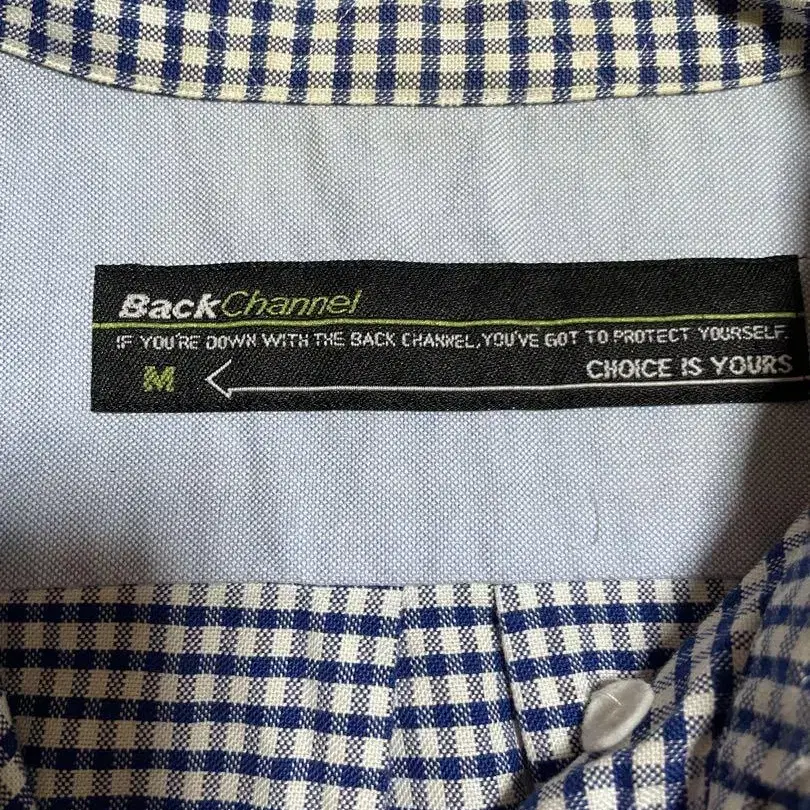 BackChannel
IF YOU'RE DOWN WITH THE BACK CHANNEL, YOU'VE GOT TO PROTECT YOURSELF.
CHOICE IS YOURS
M